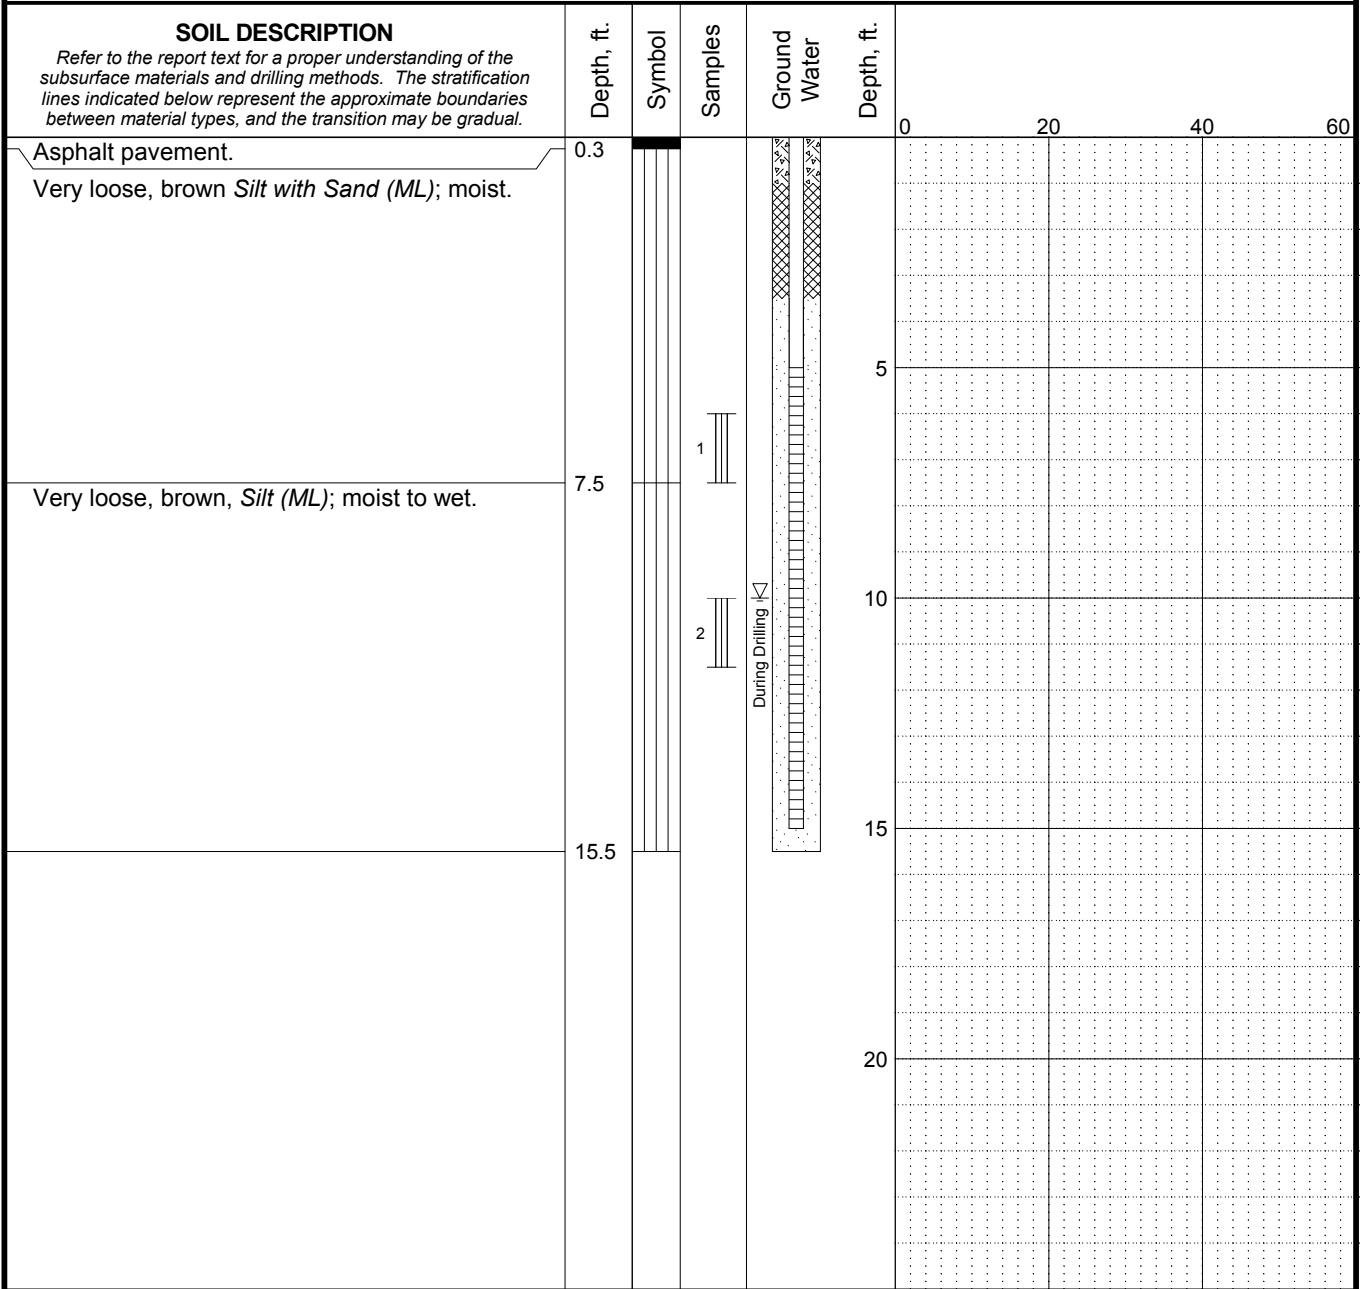 SOIL DESCRIPTION
Refer to the report text for a proper understanding of the
subsurface materials and drilling methods. The stratification
lines indicated below represent the approximate boundaries
between material types, and the transition may be gradual.
Depth, ft.
Symbol
Samples
Ground
Water
Depth, ft.
0 20 40 60
Asphalt pavement.
0.3
Very loose, brown Silt with Sand (ML); moist.
5
1
7.5
Very loose, brown, Silt (ML); moist to wet.
10
2
During Drilling
15
15.5
20